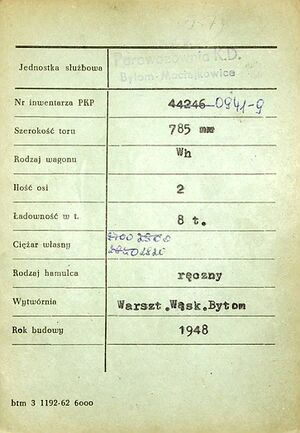 Jednostka służbowa Parowozownia K.D.
Bytom-Maciejkowice
Nr inwentarza PKP 44246 0941-9
Szerokość toru 785 mm
Rodzaj wagonu Wh
Ilość osi 2
Ładowność w t. 8 t.
Ciężar własny 2500
2820
Rodzaj hamulca ręczny
Wytwórnia Warszt.Wąsk.Bytom
Rok budowy 1948
btm 3 1192-62 6000